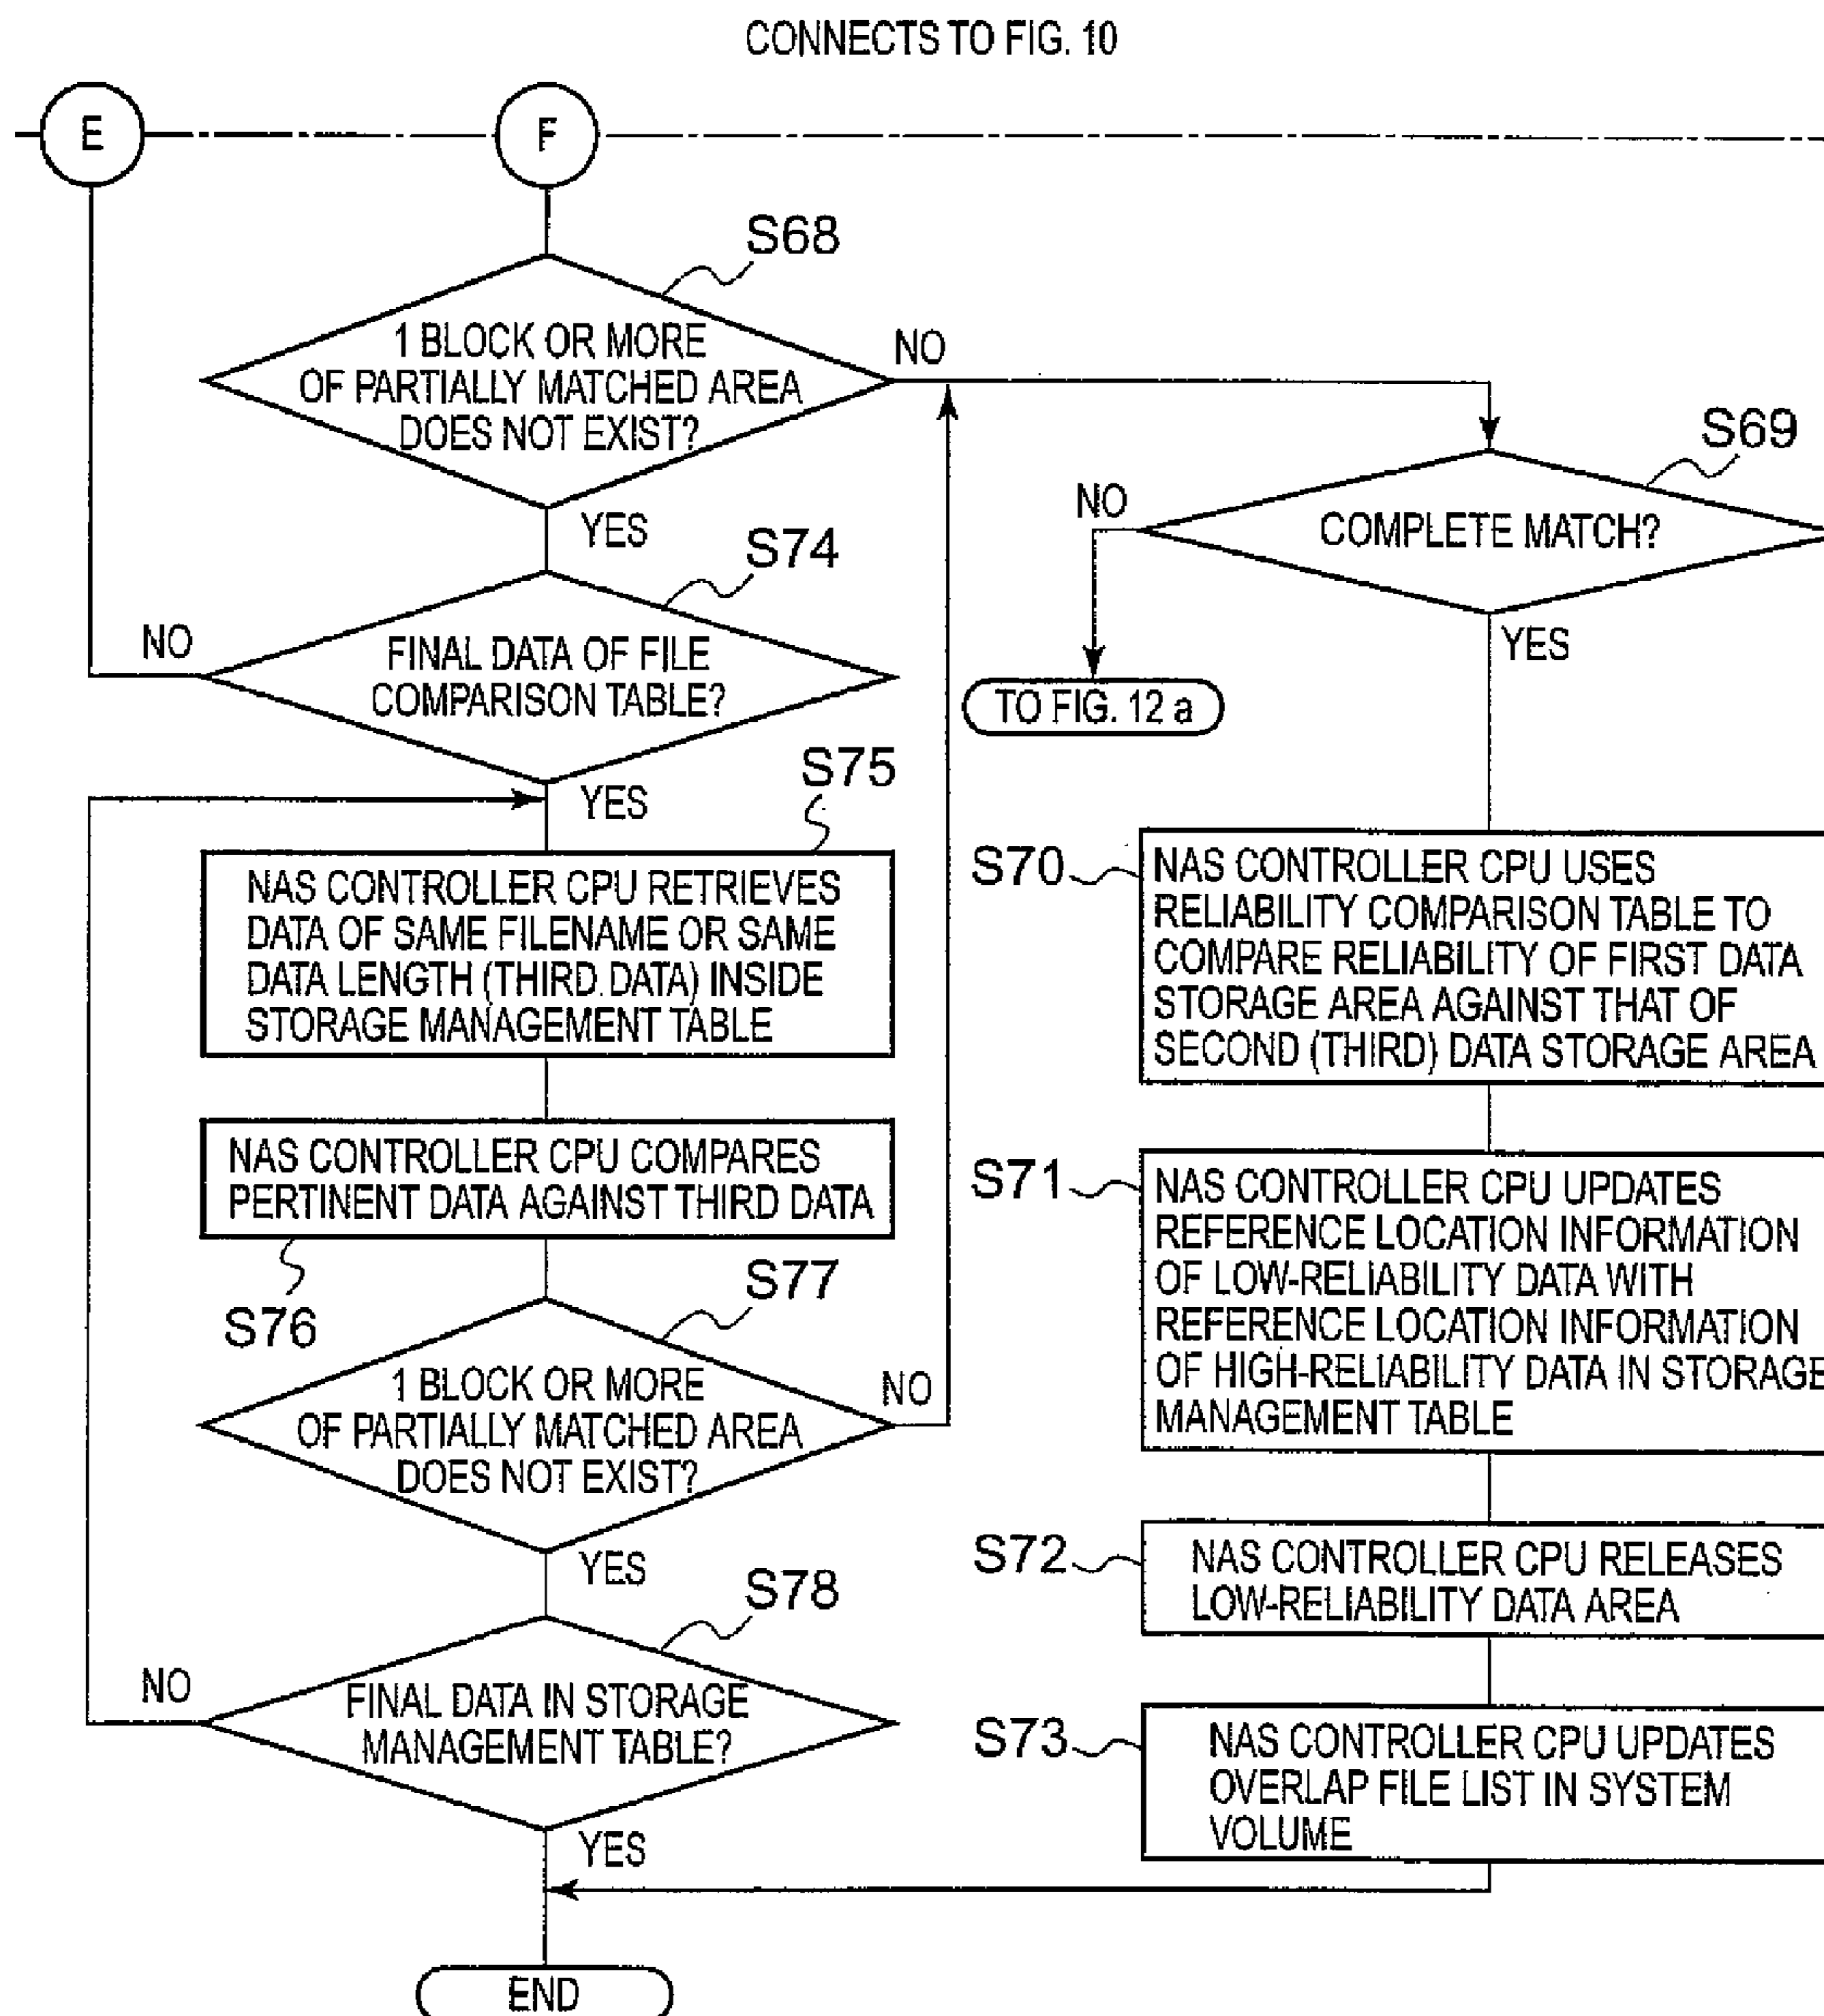 CONNECTS TO FIG. 10
E
F
S68
1 BLOCK OR MORE
OF PARTIALLY MATCHED AREA
DOES NOT EXIST?
NO
YES
S69
COMPLETE MATCH?
NO
YES
TO FIG. 12 a
S74
FINAL DATA OF FILE
COMPARISON TABLE?
NO
YES
S75
NAS CONTROLLER CPU RETRIEVES
DATA OF SAME FILENAME OR SAME
DATA LENGTH (THIRD DATA) INSIDE
STORAGE MANAGEMENT TABLE
NAS CONTROLLER CPU COMPARES
PERTINENT DATA AGAINST THIRD DATA
S76
S77
1 BLOCK OR MORE
OF PARTIALLY MATCHED AREA
DOES NOT EXIST?
NO
YES
S78
FINAL DATA IN STORAGE
MANAGEMENT TABLE?
NO
YES
S70
NAS CONTROLLER CPU USES
RELIABILITY COMPARISON TABLE TO
COMPARE RELIABILITY OF FIRST DATA
STORAGE AREA AGAINST THAT OF
SECOND (THIRD) DATA STORAGE AREA
S71
NAS CONTROLLER CPU UPDATES
REFERENCE LOCATION INFORMATION
OF LOW-RELIABILITY DATA WITH
REFERENCE LOCATION INFORMATION
OF HIGH-RELIABILITY DATA IN STORAGE
MANAGEMENT TABLE
S72
NAS CONTROLLER CPU RELEASES
LOW-RELIABILITY DATA AREA
S73
NAS CONTROLLER CPU UPDATES
OVERLAP FILE LIST IN SYSTEM
VOLUME
END